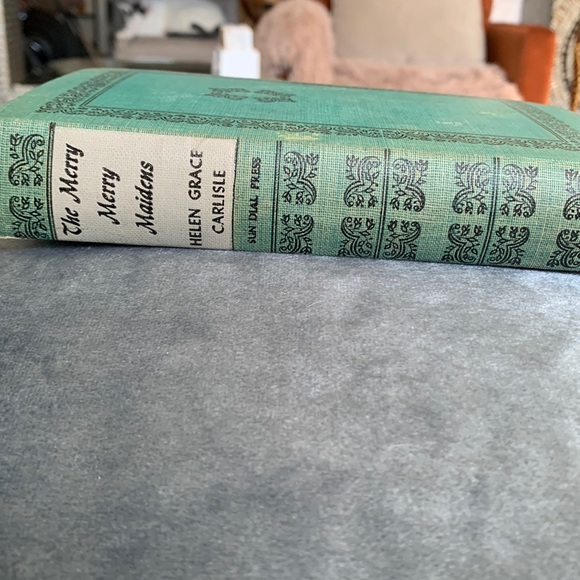 The Merry
Merry
Maidens
HELEN GRACE
CARLISLE
SUN DIAL PRESS